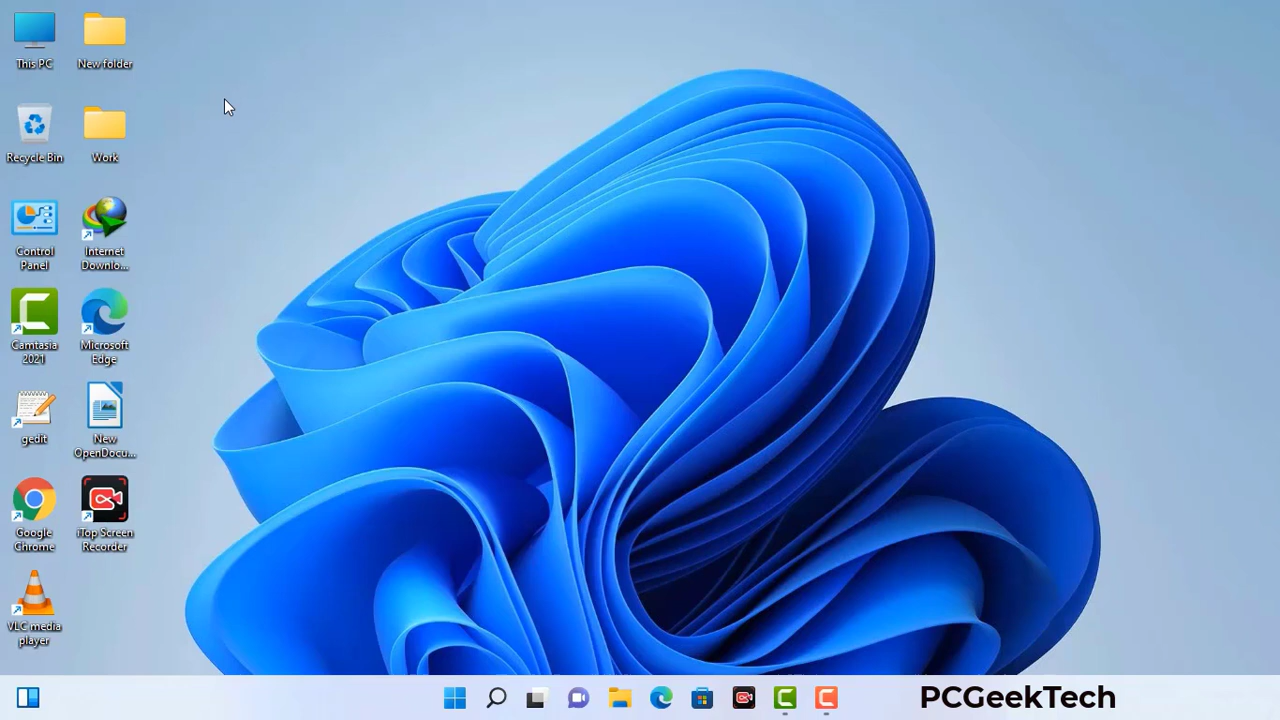 This PC
New folder
Recycle Bin
Work
Control
Panel
Internet
Downlo...
Camtasia
2021
Microsoft
Edge
gedit
New
OpenDocu...
Google
Chrome
iTop Screen
Recorder
VLC media
player
PCGeekTech